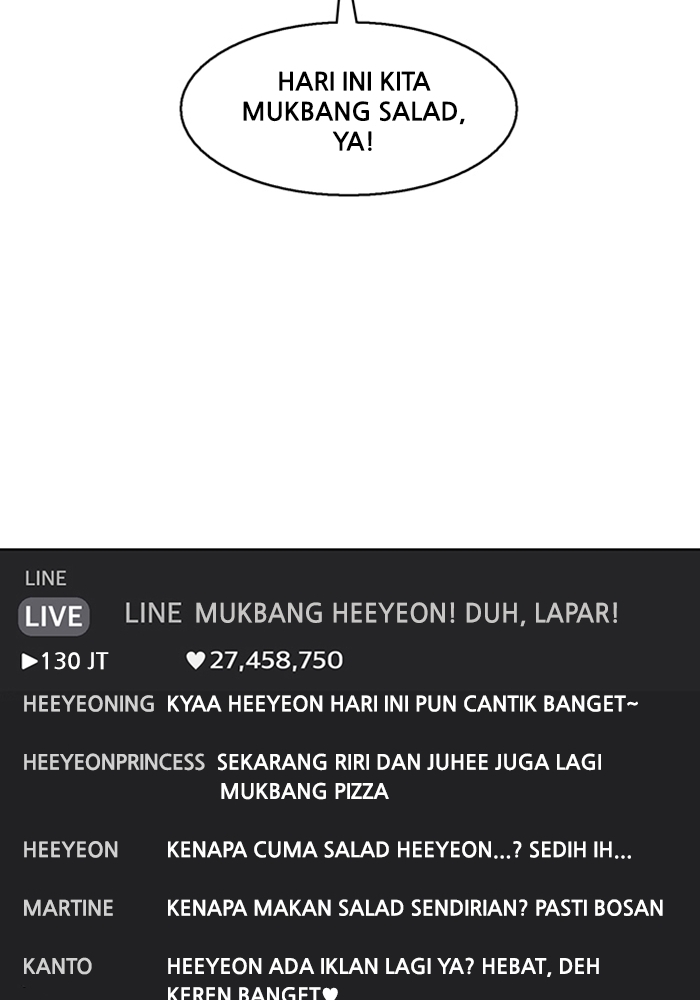 HARI INI KITA
MUKBANG SALAD,
YA!
LINE
LIVE LINE MUKBANG HEEYEON! DUH, LAPAR!
▶130 JT ♥27,458,750
HEEYEONING KYAA HEEYEON HARI INI PUN CANTIK BANGET~
HEEYEONPRINCESS SEKARANG RIRI DAN JUHEE JUGA LAGI
MUKBANG PIZZA
HEEYEON KENAPA CUMA SALAD HEEYEON...? SEDIH IH...
MARTINE KENAPA MAKAN SALAD SENDIRIAN? PASTI BOSAN
KANTO HEEYEON ADA IKLAN LAGI YA? HEBAT, DEH
KEREN BANGET♥